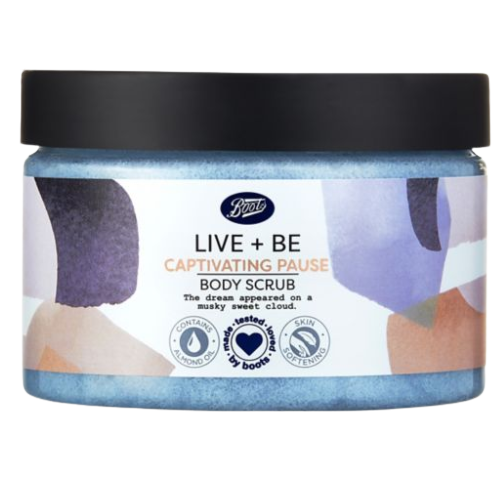 Boots
LIVE + BE
CAPTIVATING PAUSE
BODY SCRUB
The dream appeared on a
musky sweet cloud.
CONTAINS
ALMOND OIL
made·tested·loved
by boots
SKIN
SOFTENING